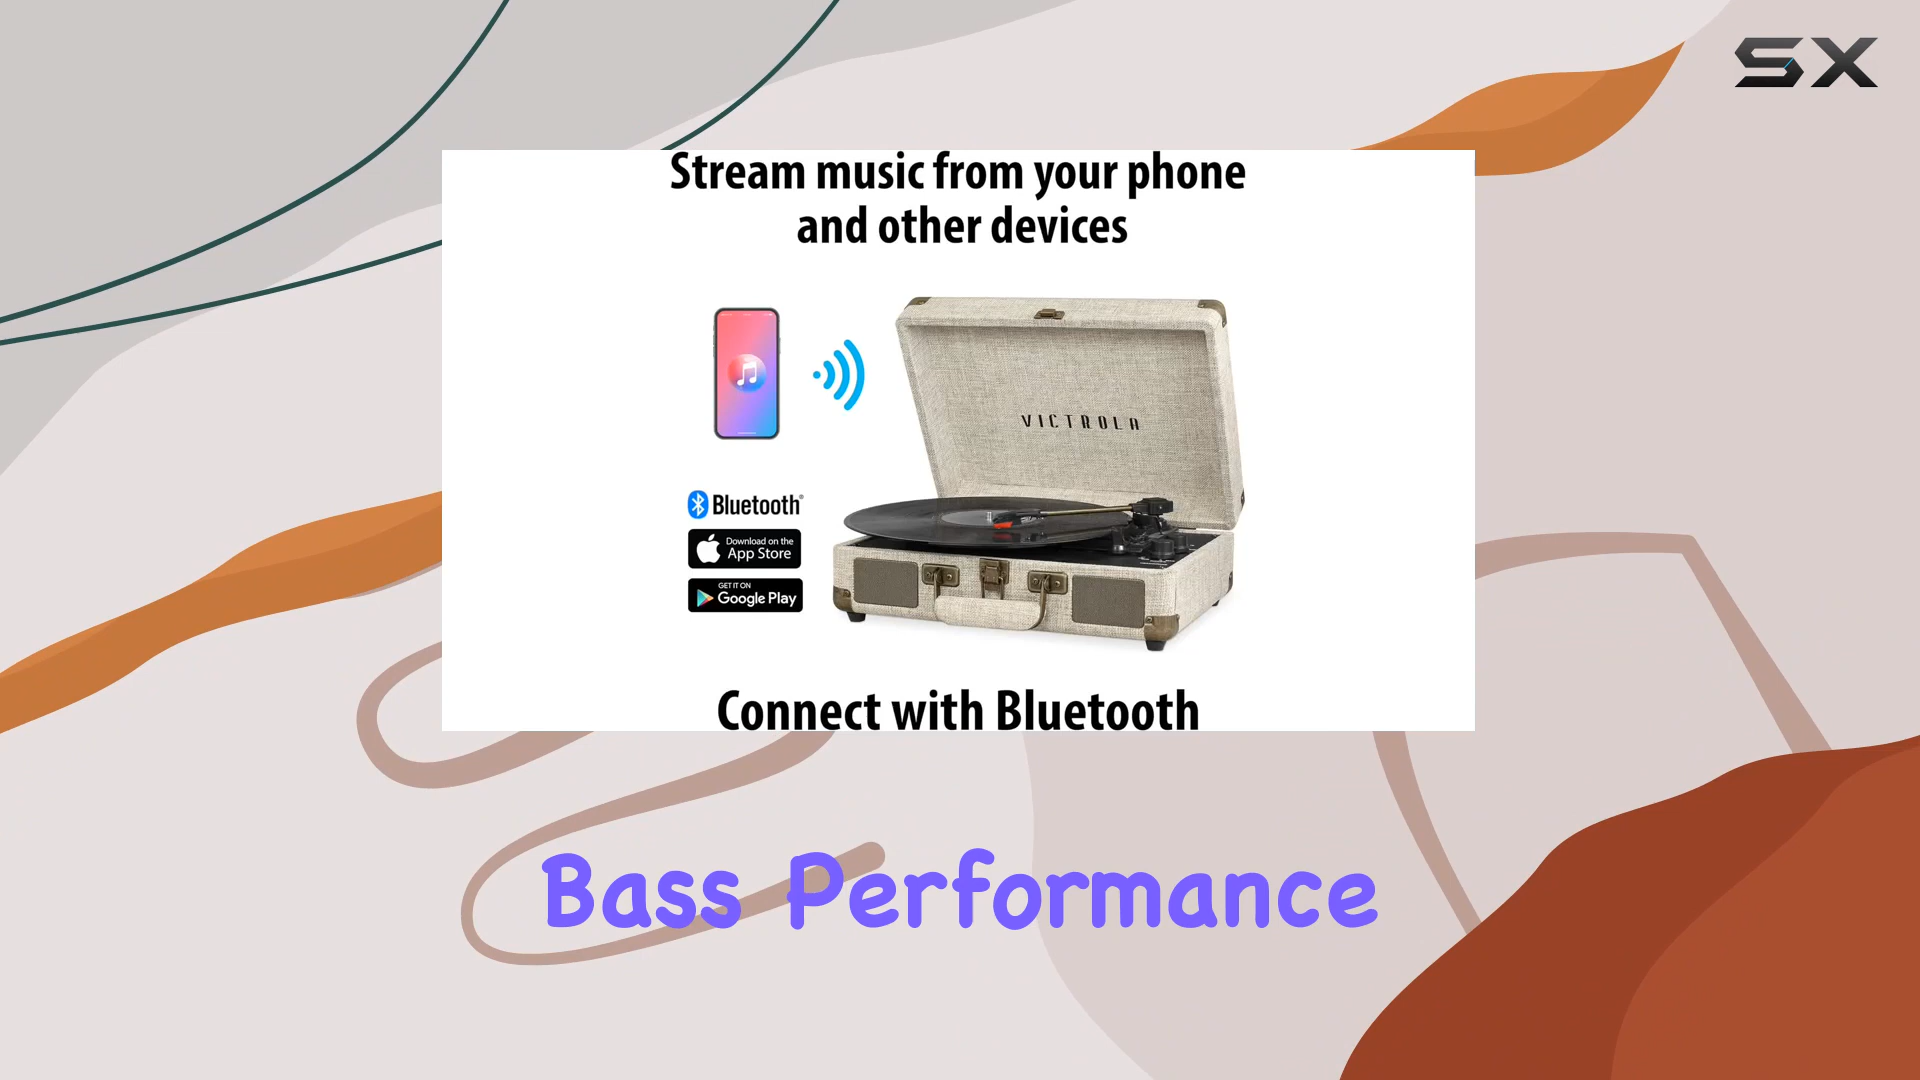 SX
Stream music from your phone
and other devices
VICTROLA
Bluetooth®
Download on the
App Store
GET IT ON
Google Play
Connect with Bluetooth
Bass Performance